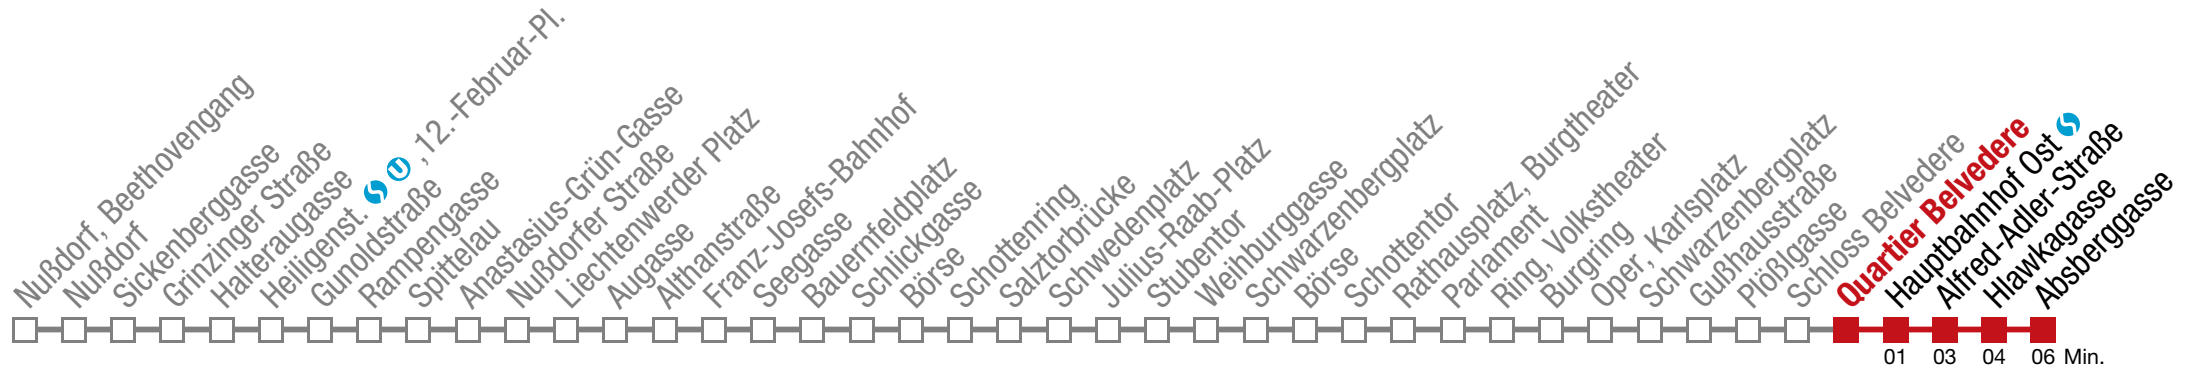 Nußdorf, Beethovengang
Nußdorf
Sickenberggasse
Grinzinger Straße
Halteraugasse
Heiligenst. S U , 12.-Februar-Pl.
Gunoldstraße
Rampengasse
Spittelau
Anastasius-Grün-Gasse
Nußdorfer Straße
Liechtenwerder Platz
Augasse
Althanstraße
Franz-Josefs-Bahnhof
Seegasse
Bauernfeldplatz
Schlickgasse
Börse
Schottenring
Salztorbrücke
Schwedenplatz
Julius-Raab-Platz
Stubentor
Weihburggasse
Schwarzenbergplatz
Börse
Schottentor
Rathausplatz, Burgtheater
Parlament
Ring, Volkstheater
Burgring
Oper, Karlsplatz
Schwarzenbergplatz
Gußhausstraße
Plößlgasse
Schloss Belvedere
Quartier Belvedere
Hauptbahnhof Ost S
Alfred-Adler-Straße
Hlawkagasse
Absberggasse
01 03 04 06 Min.